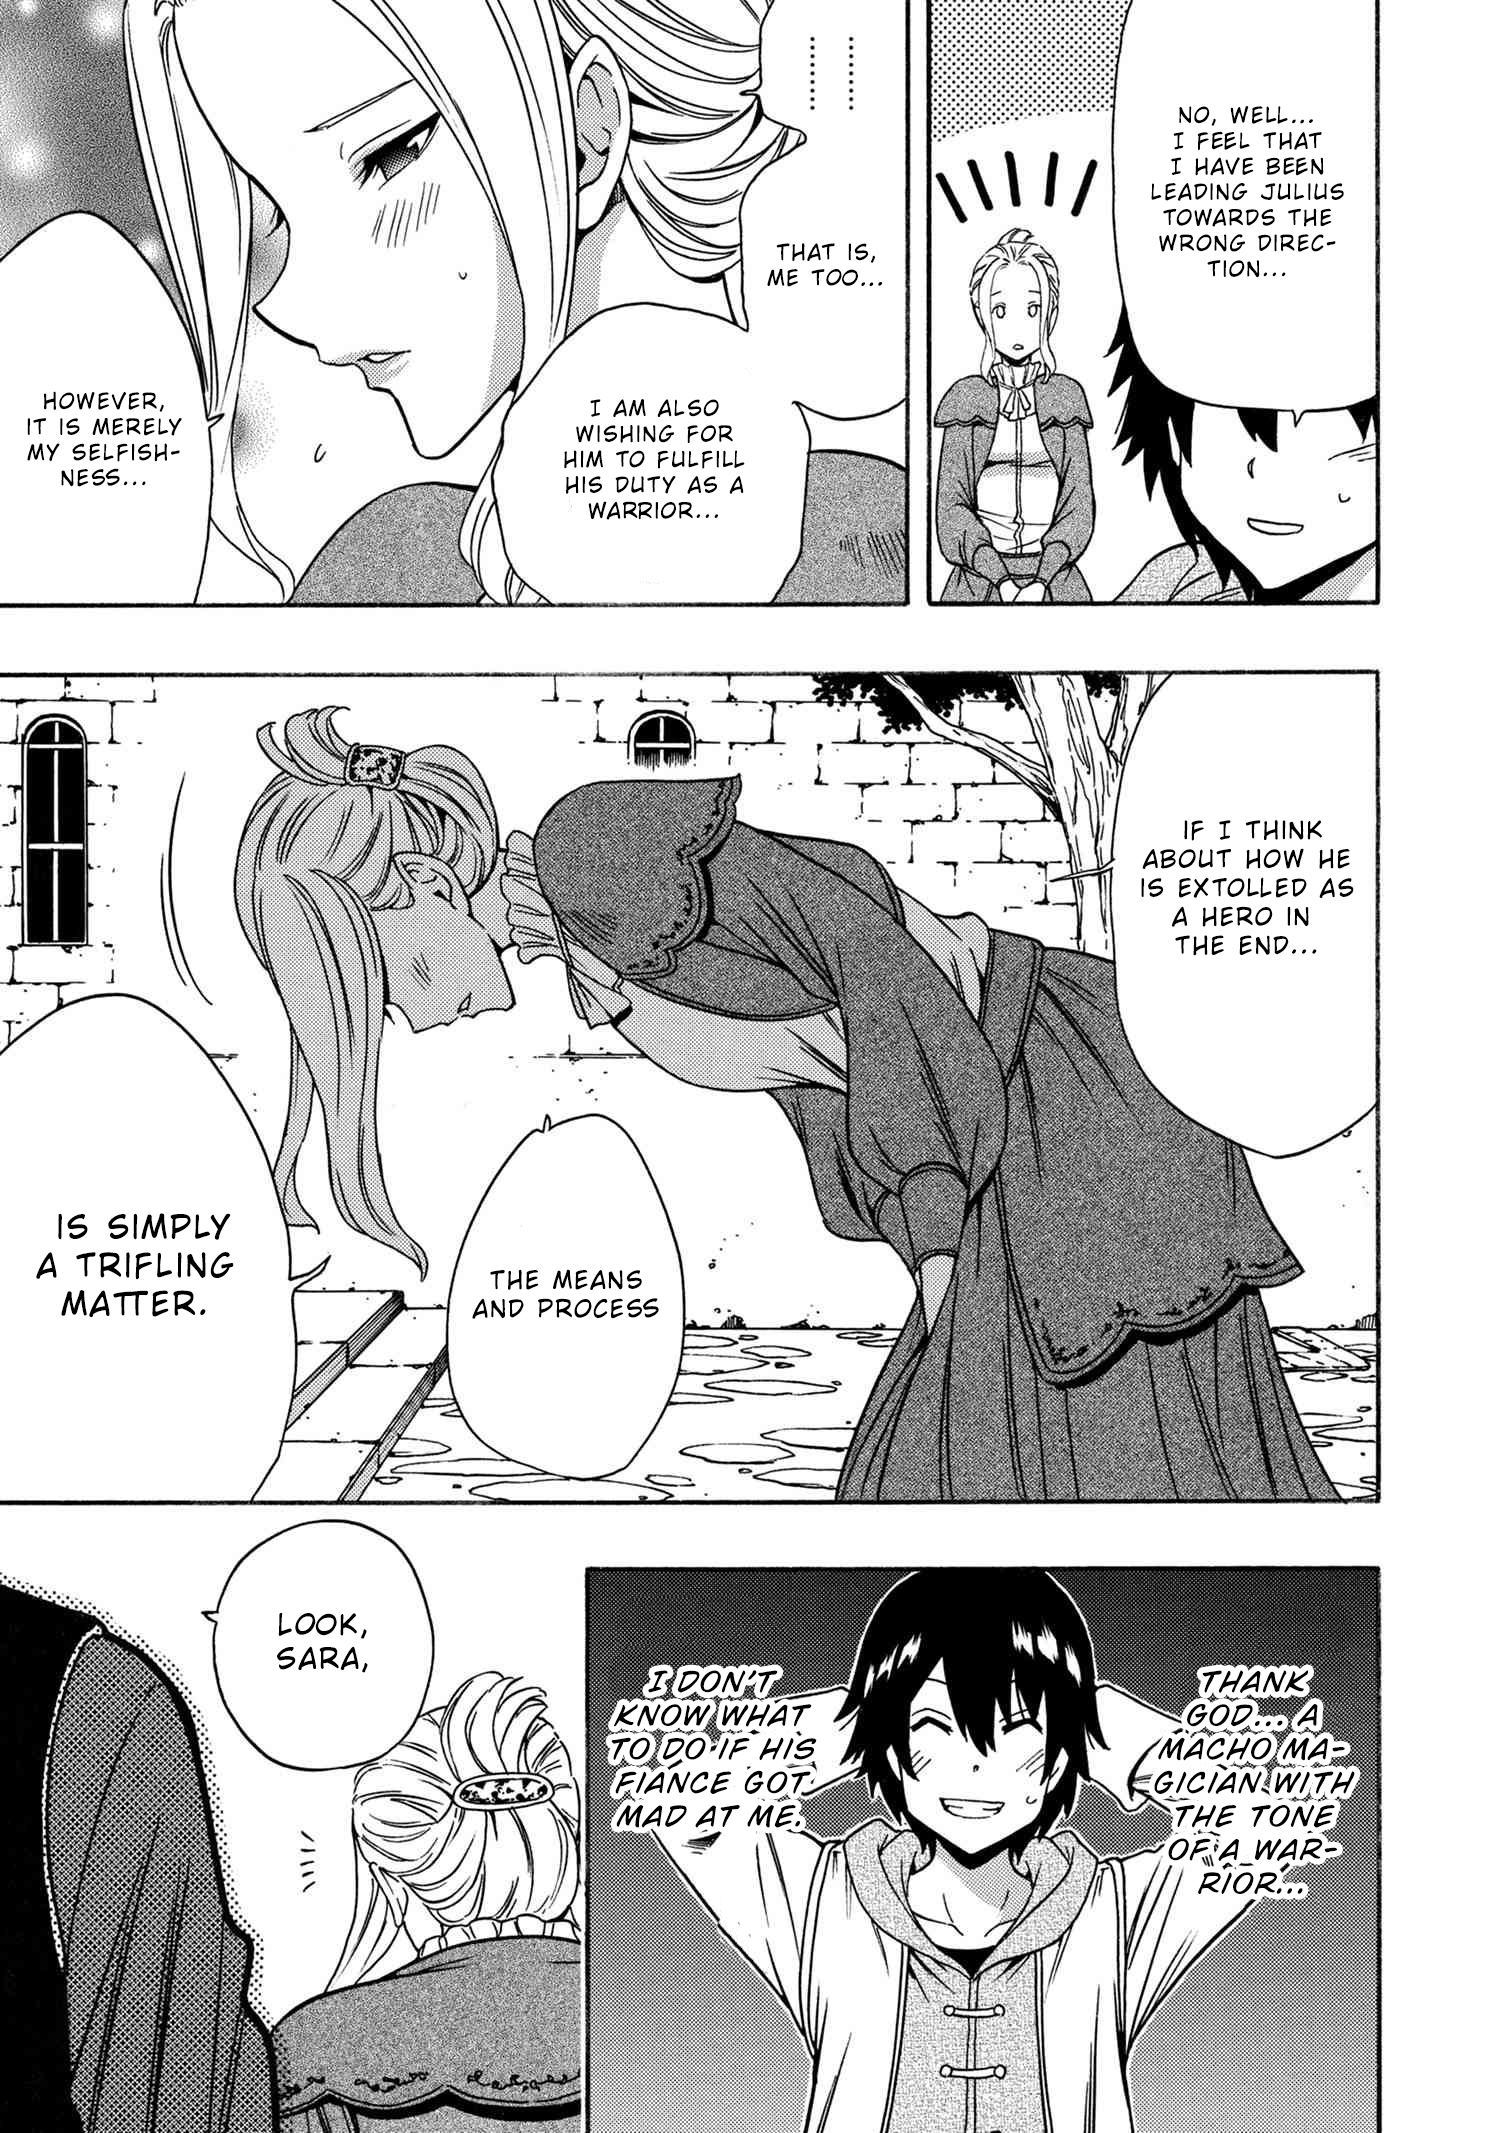 NO, WELL...
I FEEL THAT
I HAVE BEEN
LEADING JULIUS
TOWARDS THE
WRONG DIREC-
TION...
......
THAT IS,
ME TOO...
I AM ALSO
WISHING FOR
HIM TO FULFILL
HIS DUTY AS A
WARRIOR...
HOWEVER,
IT IS MERELY
MY SELFISH-
NESS...
IF I THINK
ABOUT HOW HE
IS EXTOLLED AS
A HERO IN
THE END...
THE MEANS
AND PROCESS
IS SIMPLY
A TRIFLING
MATTER.
THANK
GOD... A
MACHO MA-
GICIAN WITH
THE TONE
OF A WAR-
RIOR...
I DON'T
KNOW WHAT
TO DO IF HIS
FIANCE GOT
MAD AT ME.
LOOK,
SARA,